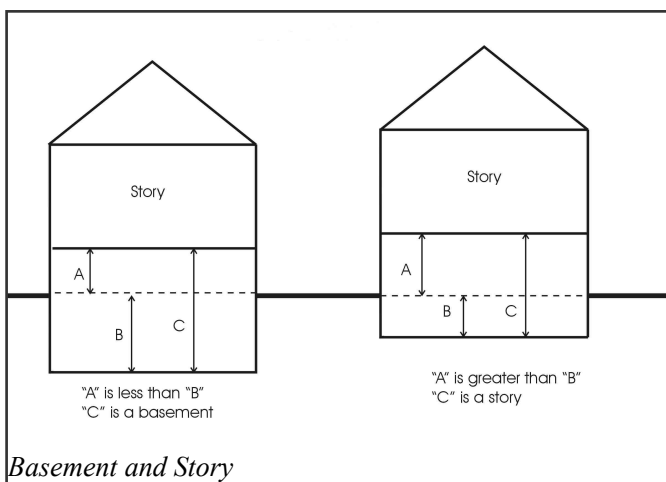 Story
A
B
C
"A" is less than "B"
"C" is a basement
Story
A
B
C
"A" is greater than "B"
"C" is a story
Basement and Story